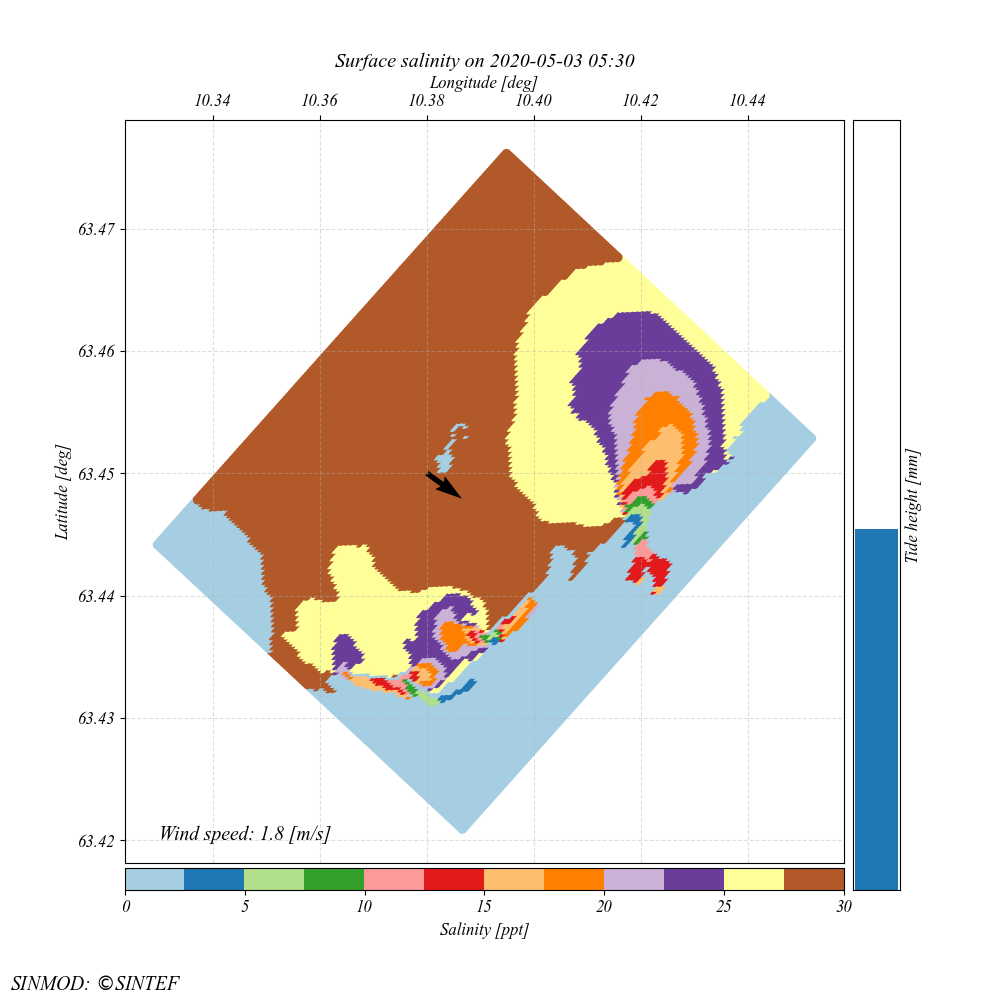 Surface salinity on 2020-05-03 05:30
Longitude [deg]
10.34 10.36 10.38 10.40 10.42 10.44
63.47
63.46
63.45
63.44
63.43
63.42
Latitude [deg]
Tide height [mm]
Wind speed: 1.8 [m/s]
0 5 10 15 20 25 30
Salinity [ppt]
SINMOD: ©SINTEF